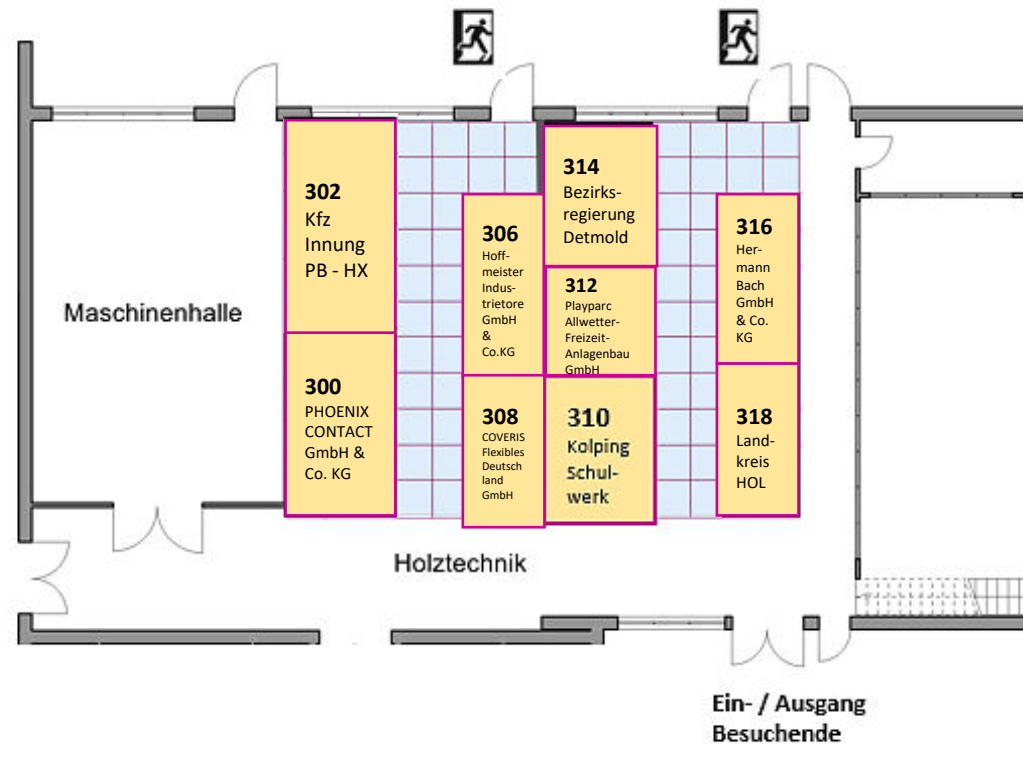 302
Kfz
Innung
PB - HX
Maschinenhalle
300
PHOENIX
CONTACT
GmbH &
Co. KG
306
Hoff-
meister
Indus-
trietore
GmbH
&
Co.KG
308
COVERIS
Flexibles
Deutsch
land
GmbH
314
Bezirks-
regierung
Detmold
312
Playparc
Allwetter-
Freizeit-
Anlagenbau
GmbH
310
Kolping
Schul-
werk
316
Her-
mann
Bach
GmbH
& Co.
KG
318
Land-
kreis
HOL
Holztechnik
Ein- / Ausgang
Besuchende